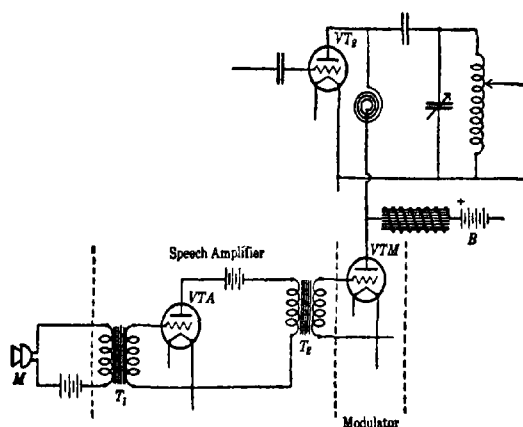 VT2
+
B
Speech Amplifier
VTM
VTA
T2
M
T1
Modulator